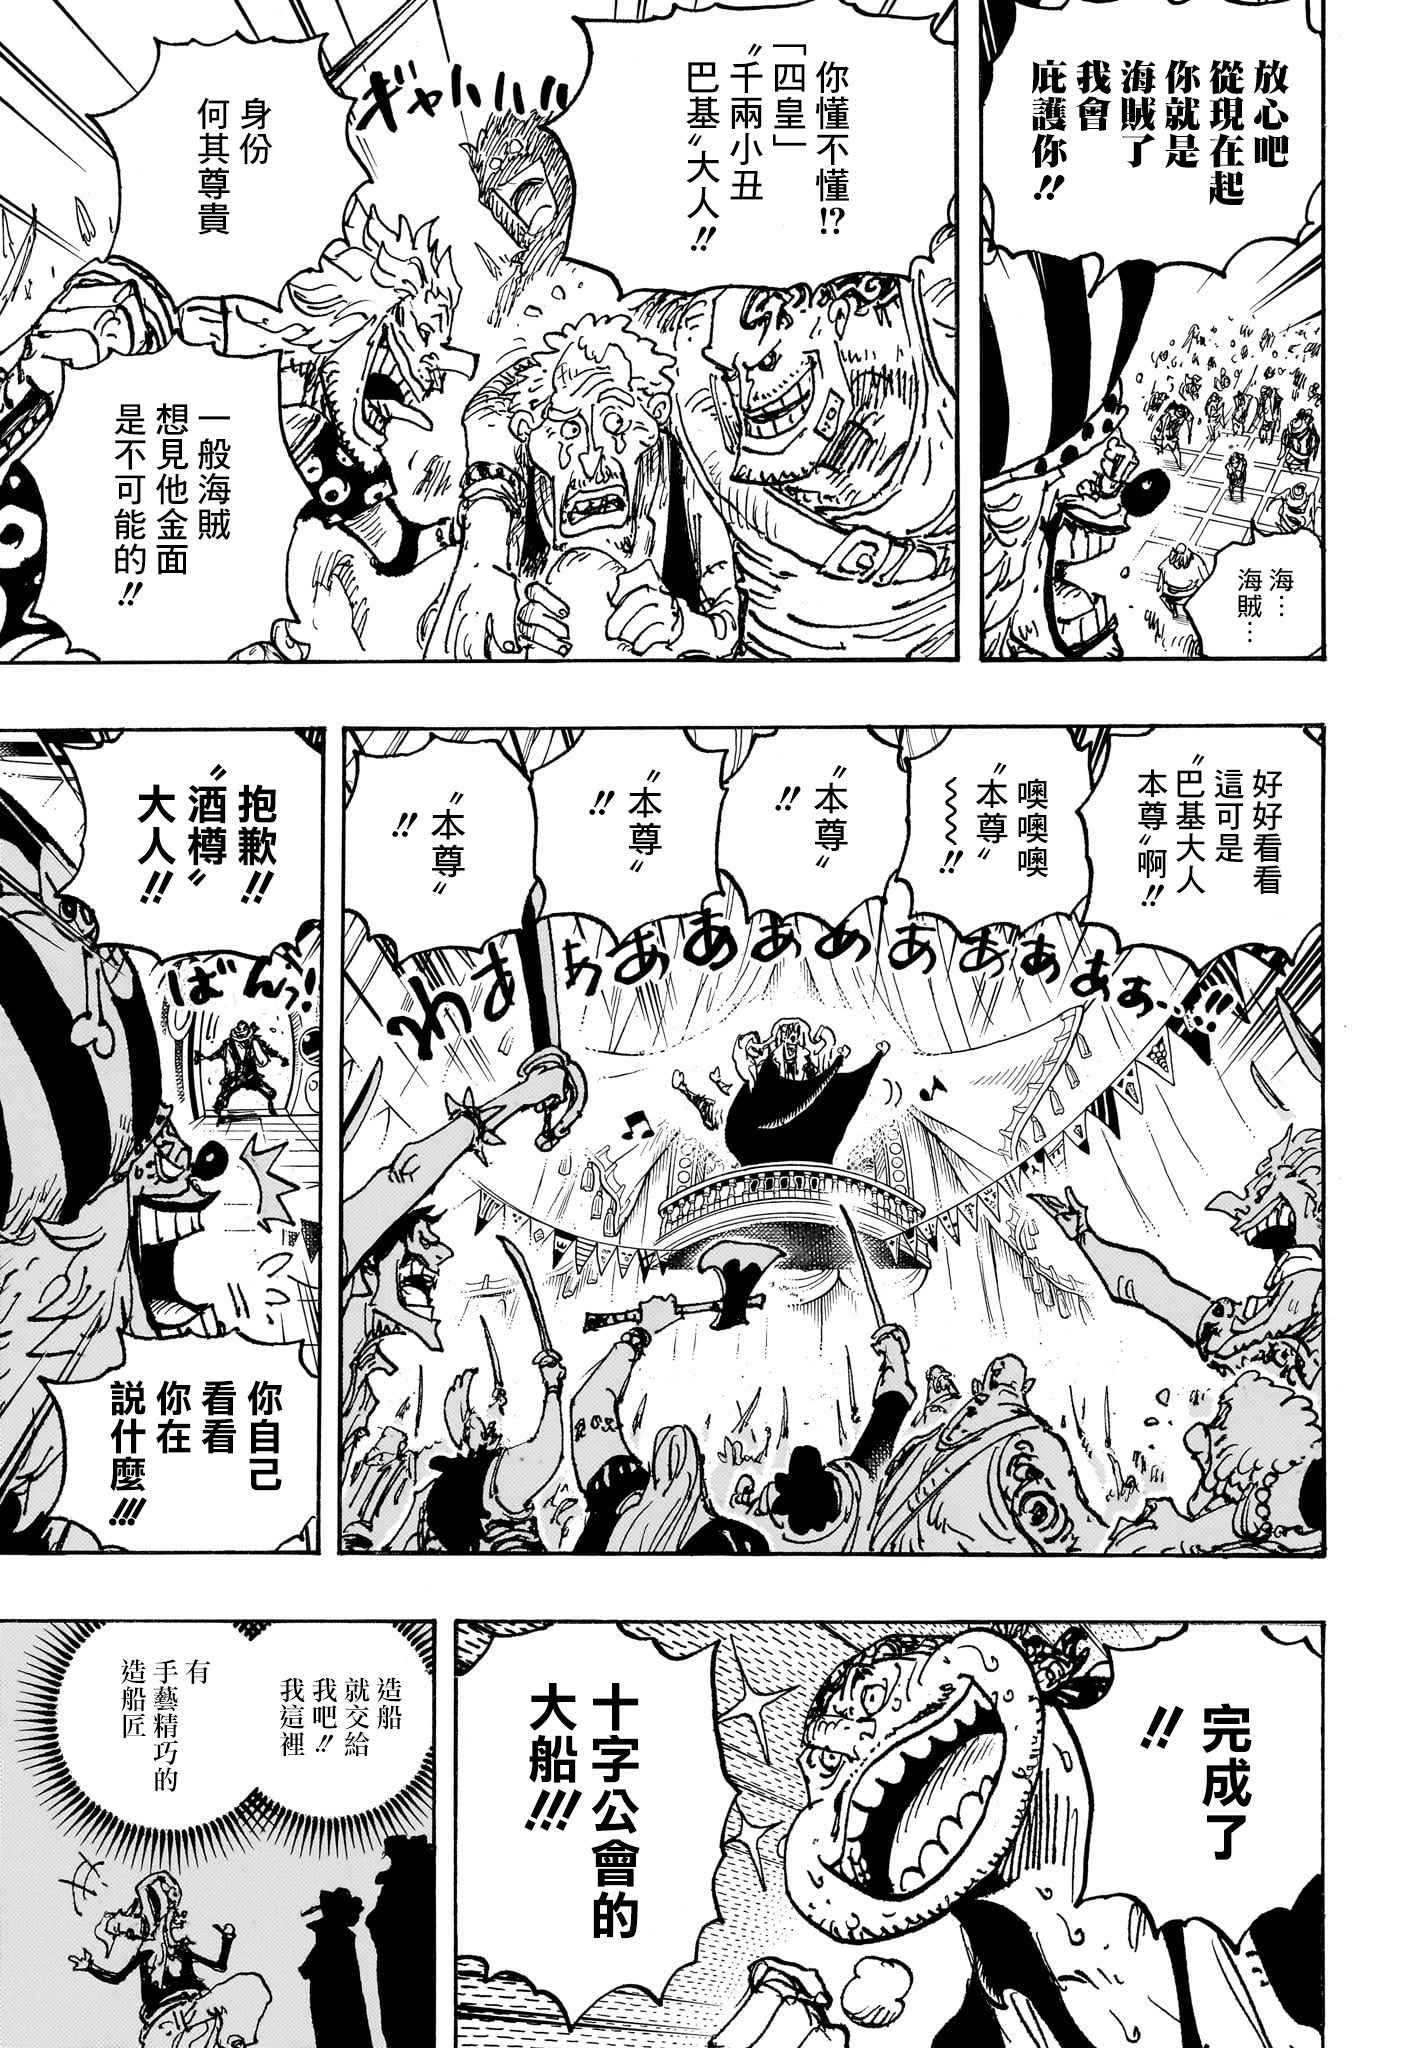 放心吧
從現在起
你就是
海賊了
我會
庇護你!!
海…
海賊…
你懂不懂!?
「四皇」
〝千兩小丑
巴基〞大人!!
ギャハハハ!!
身份
何其尊貴
一般海賊
想見他金面
是不可能的!!
好好看看
這可是
〝巴基大人
本尊〞啊!!
噢噢噢
〝本尊〞
〰!!
〝本尊〞
!!
〝本尊〞
!!
〝本尊〞
!!
わあぁああああああああ…!!
抱歉!!
〝酒樽〞
大人!!
ばんっ!
你自己
看看
你在
說什麼!!!
完成了
!!
十字公會的
大船!!!
造船
就交給
我吧!!
我這裡
有
手藝精巧的
造船匠